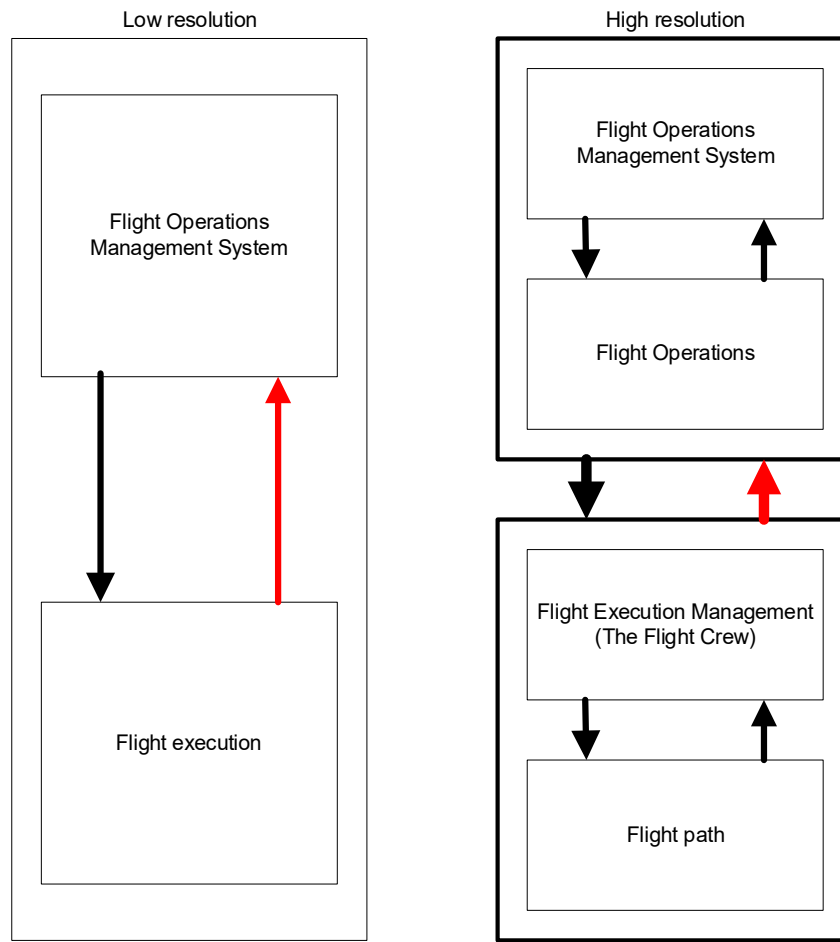 Low resolution
Flight Operations
Management System
Flight execution
High resolution
Flight Operations
Management System
Flight Operations
Flight Execution Management
(The Flight Crew)
Flight path